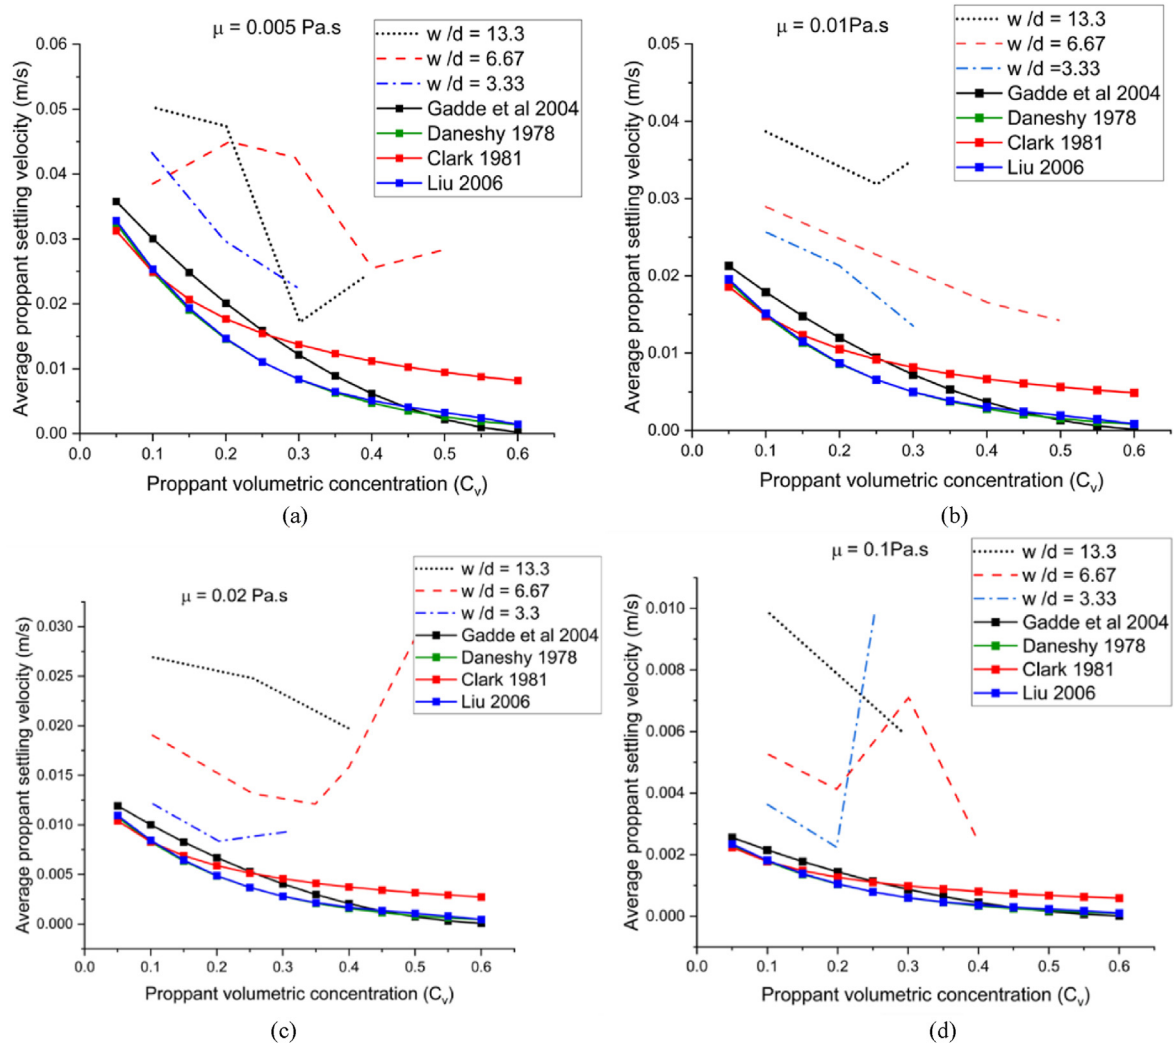 μ = 0.005 Pa.s
w /d = 13.3
w /d = 6.67
w /d = 3.33
Gadde et al 2004
Daneshy 1978
Clark 1981
Liu 2006
Average proppant settling velocity (m/s)
0.06
0.05
0.04
0.03
0.02
0.01
0.00
0.0 0.1 0.2 0.3 0.4 0.5 0.6
Proppant volumetric concentration (Cv)
(a)
μ = 0.01Pa.s
w /d = 13.3
w /d = 6.67
w /d =3.33
Gadde et al 2004
Daneshy 1978
Clark 1981
Liu 2006
Average proppant settling velocity (m/s)
0.05
0.04
0.03
0.02
0.01
0.00
0.0 0.1 0.2 0.3 0.4 0.5 0.6
Proppant volumetric concentration (Cv)
(b)
μ = 0.02 Pa.s
w /d = 13.3
w /d = 6.67
w /d = 3.3
Gadde et al 2004
Daneshy 1978
Clark 1981
Liu 2006
Average proppant settling velocity (m/s)
0.030
0.025
0.020
0.015
0.010
0.005
0.000
0.0 0.1 0.2 0.3 0.4 0.5 0.6
Proppant volumetric concentration (Cv)
(c)
μ = 0.1Pa.s
w /d = 13.3
w /d = 6.67
w /d = 3.33
Gadde et al 2004
Daneshy 1978
Clark 1981
Liu 2006
Average proppant settling velocity (m/s)
0.010
0.008
0.006
0.004
0.002
0.000
0.0 0.1 0.2 0.3 0.4 0.5 0.6
Proppant volumetric concentration (Cv)
(d)